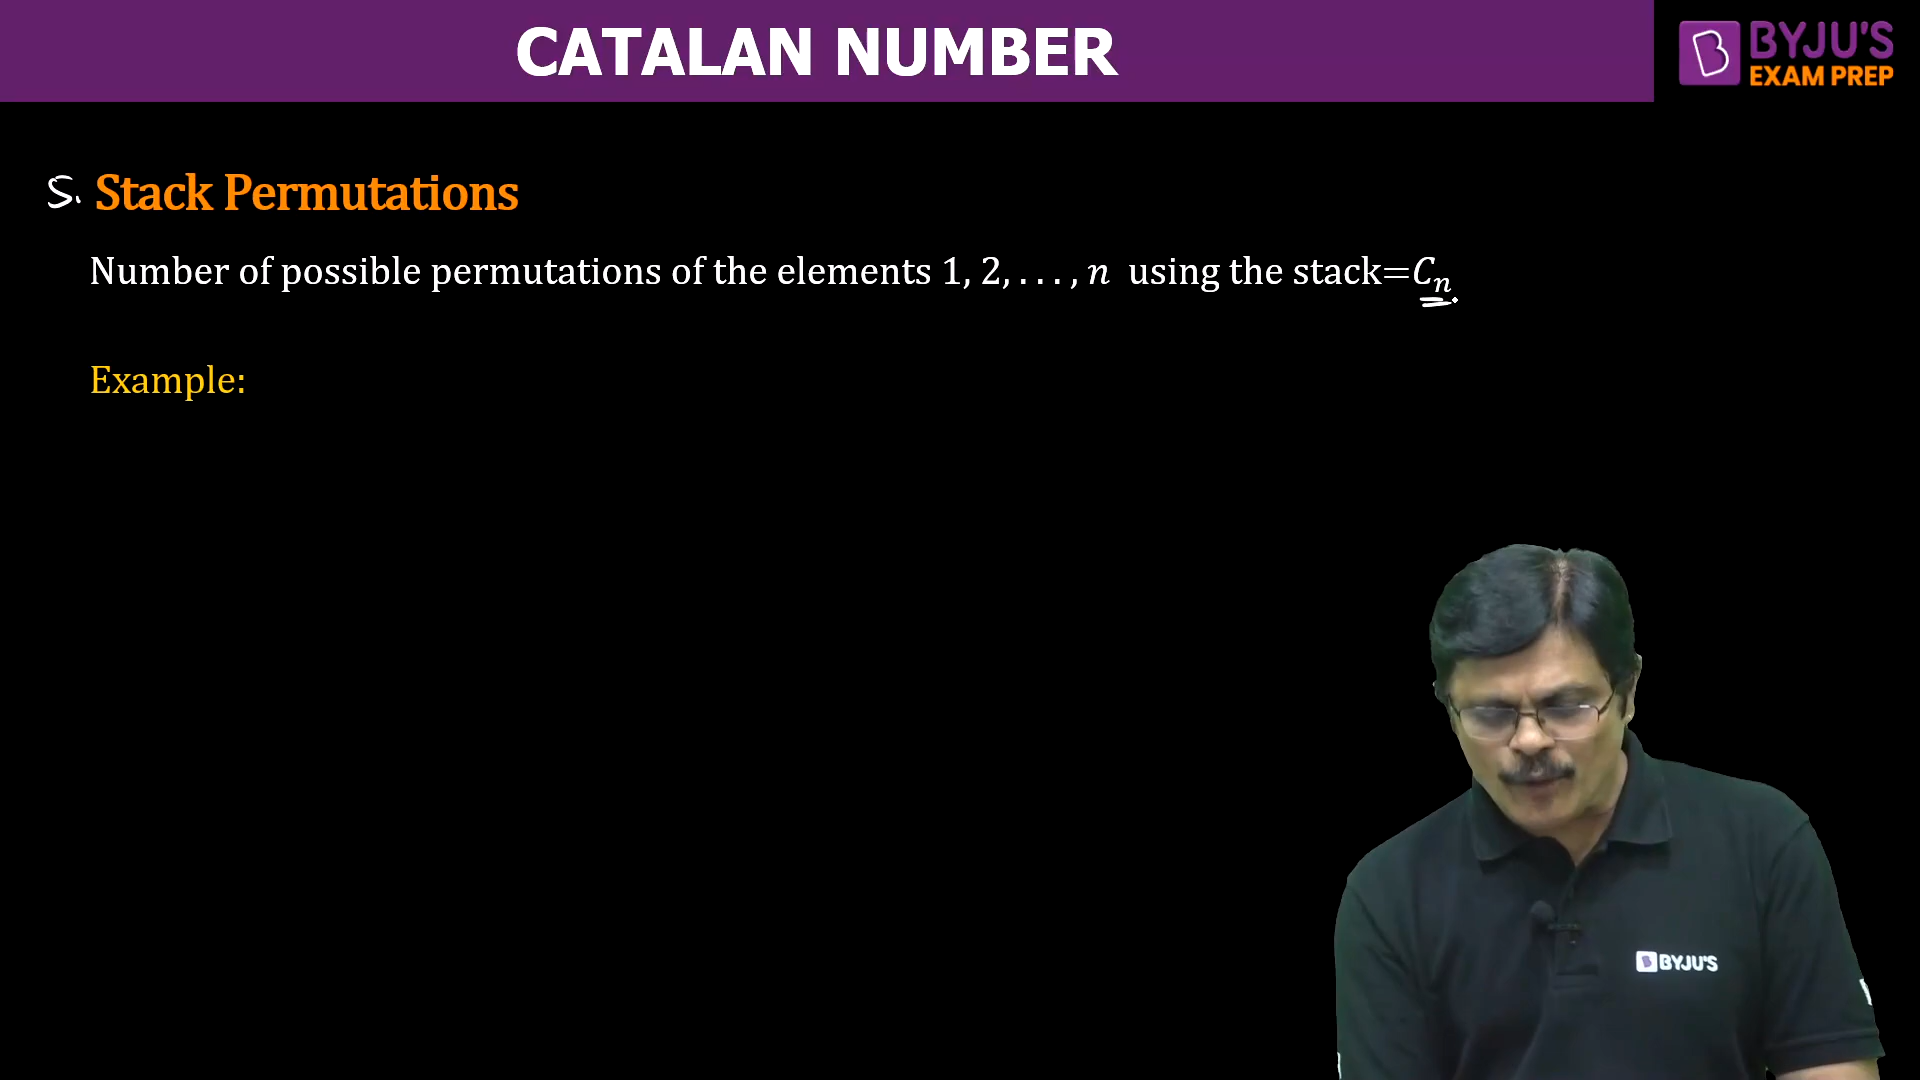 CATALAN NUMBER
BYJU'S
EXAM PREP
5. Stack Permutations
Number of possible permutations of the elements 1, 2, . . . , n using the stack=Cₙ
Example:
BYJU'S